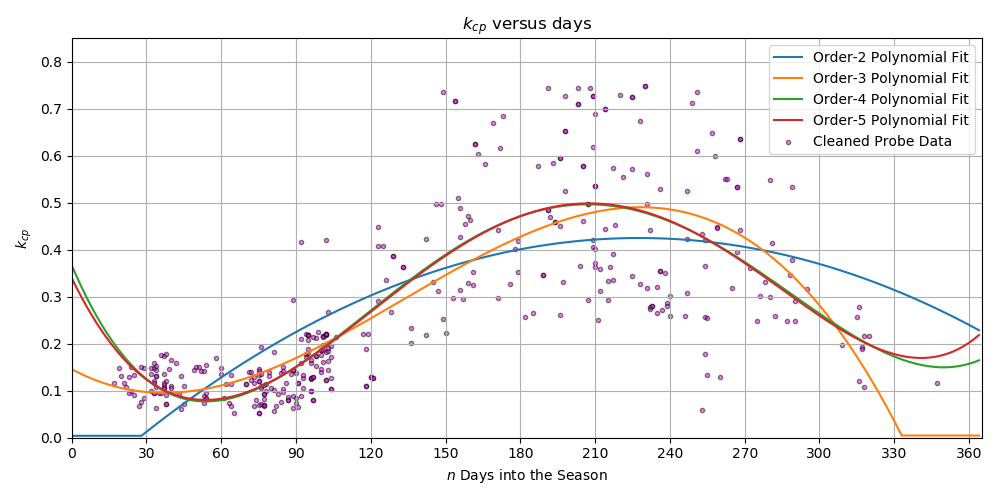 k_cp versus days
Order-2 Polynomial Fit
Order-3 Polynomial Fit
Order-4 Polynomial Fit
Order-5 Polynomial Fit
Cleaned Probe Data
k_cp
0.8
0.7
0.6
0.5
0.4
0.3
0.2
0.1
0.0
0 30 60 90 120 150 180 210 240 270 300 330 360
n Days into the Season